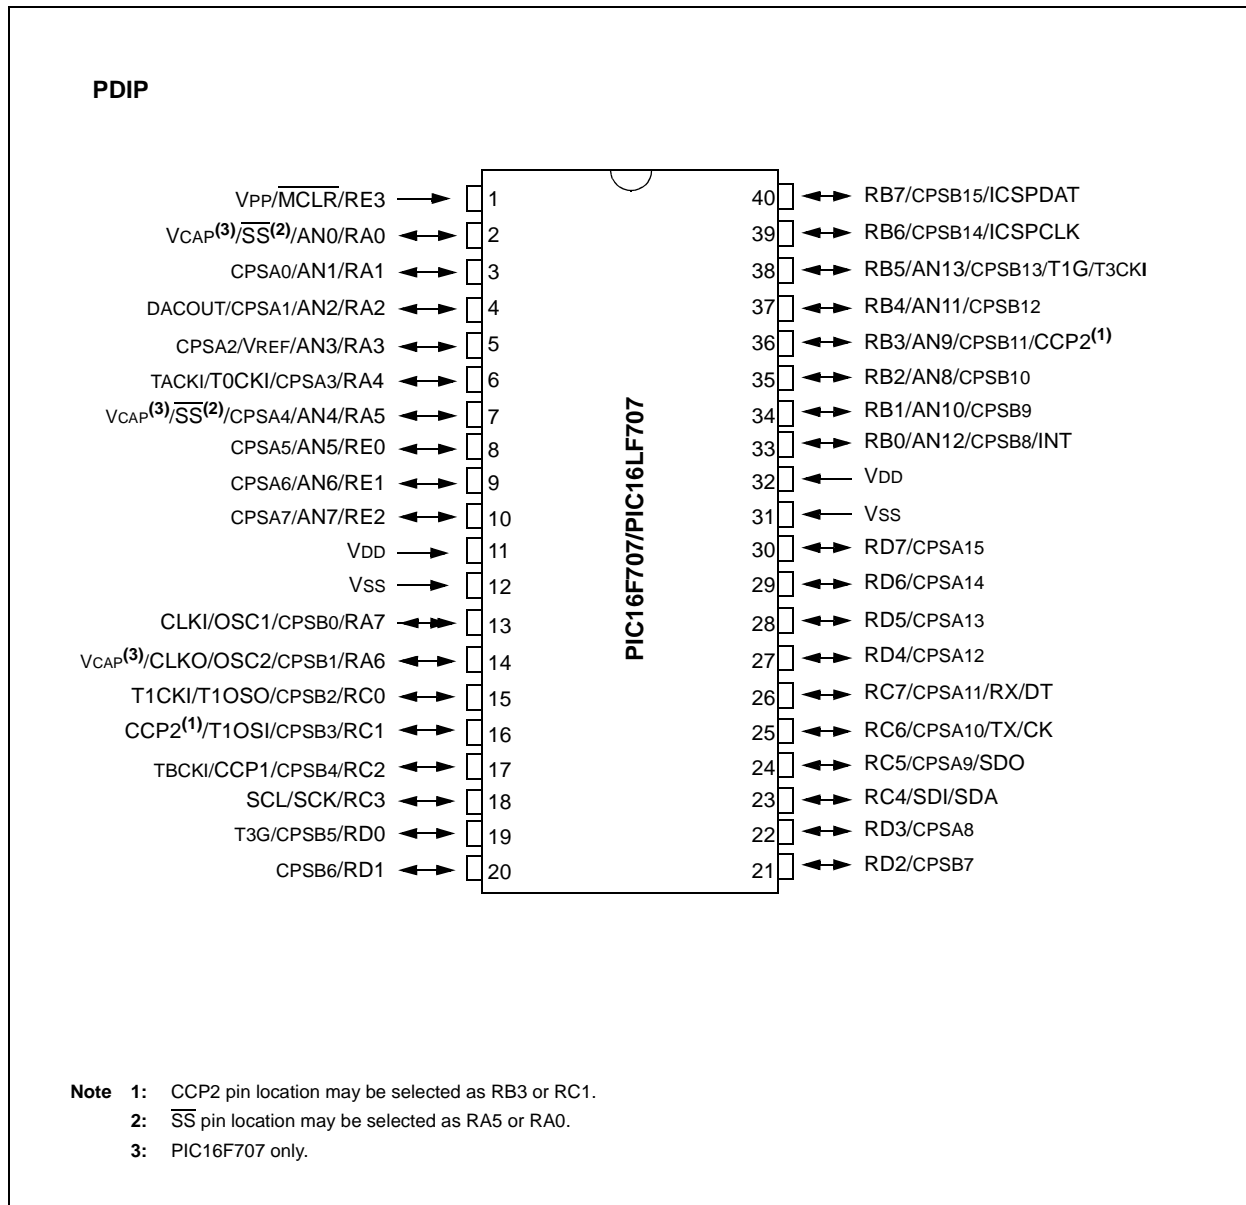 PDIP
VPP/MCLR/RE3 1
VCAP(3)/SS(2)/AN0/RA0 2
CPSA0/AN1/RA1 3
DACOUT/CPSA1/AN2/RA2 4
CPSA2/VREF/AN3/RA3 5
TACKI/T0CKI/CPSA3/RA4 6
VCAP(3)/SS(2)/CPSA4/AN4/RA5 7
CPSA5/AN5/RE0 8
CPSA6/AN6/RE1 9
CPSA7/AN7/RE2 10
VDD 11
VSS 12
CLKI/OSC1/CPSB0/RA7 13
VCAP(3)/CLKO/OSC2/CPSB1/RA6 14
T1CKI/T1OSO/CPSB2/RC0 15
CCP2(1)/T1OSI/CPSB3/RC1 16
TBCKI/CCP1/CPSB4/RC2 17
SCL/SCK/RC3 18
T3G/CPSB5/RD0 19
CPSB6/RD1 20
PIC16F707/PIC16LF707
40 RB7/CPSB15/ICSPDAT
39 RB6/CPSB14/ICSPCLK
38 RB5/AN13/CPSB13/T1G/T3CKI
37 RB4/AN11/CPSB12
36 RB3/AN9/CPSB11/CCP2(1)
35 RB2/AN8/CPSB10
34 RB1/AN10/CPSB9
33 RB0/AN12/CPSB8/INT
32 VDD
31 VSS
30 RD7/CPSA15
29 RD6/CPSA14
28 RD5/CPSA13
27 RD4/CPSA12
26 RC7/CPSA11/RX/DT
25 RC6/CPSA10/TX/CK
24 RC5/CPSA9/SDO
23 RC4/SDI/SDA
22 RD3/CPSA8
21 RD2/CPSB7
Note 1: CCP2 pin location may be selected as RB3 or RC1.
2: SS pin location may be selected as RA5 or RA0.
3: PIC16F707 only.